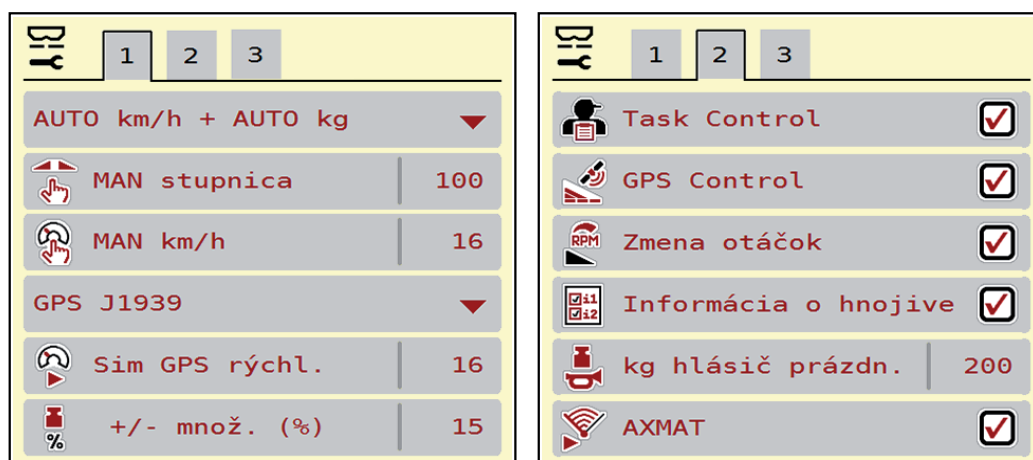 1 2 3
AUTO km/h + AUTO kg
MAN stupnica 100
MAN km/h 16
GPS J1939
Sim GPS rýchl. 16
% +/- množ. (%) 15
1 2 3
Task Control
GPS Control
RPM Zmena otáčok
i1 i2 Informácia o hnojive
kg hlásič prázdn. 200
AXMAT